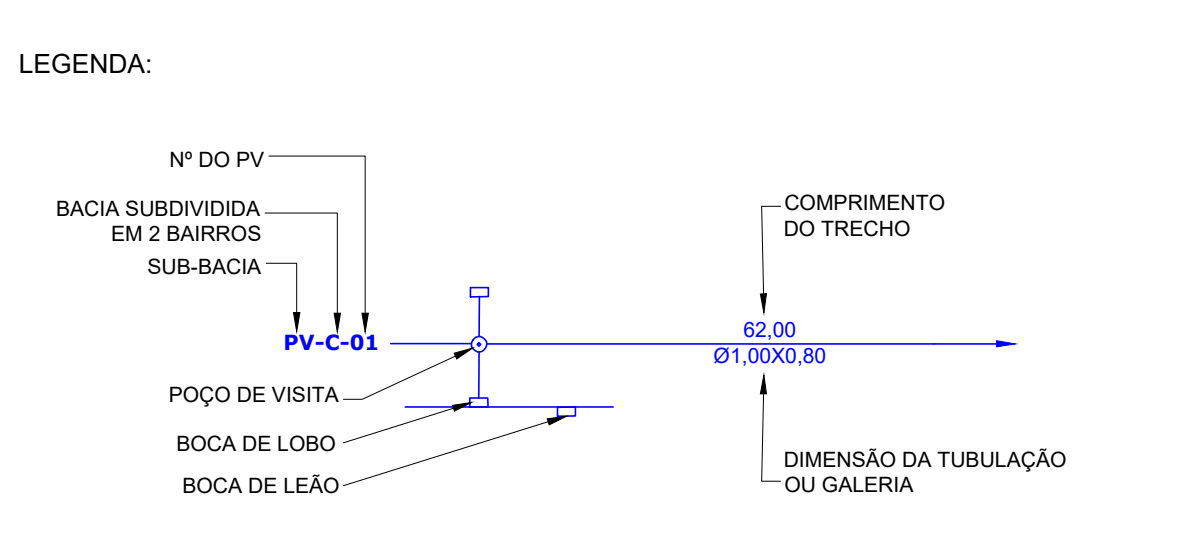 LEGENDA:
Nº DO PV
BACIA SUBDIVIDIDA
EM 2 BAIRROS
SUB-BACIA
PV-C-01
POÇO DE VISITA
BOCA DE LOBO
BOCA DE LEÃO
COMPRIMENTO
DO TRECHO
62,00
Ø1,00X0,80
DIMENSÃO DA TUBULAÇÃO
OU GALERIA